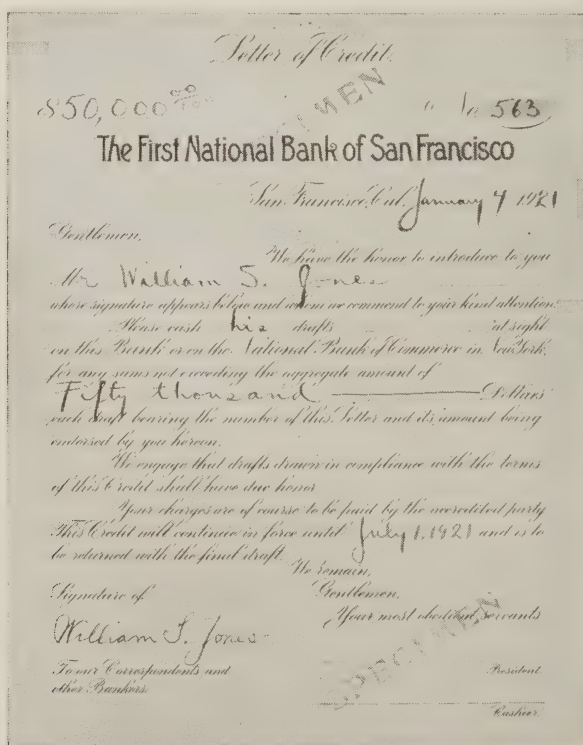 Letter of Credit.
$50,000 00/100 SPECIMEN No 563
The First National Bank of San Francisco
San Francisco, Cal. January 4 1921
Gentlemen,
We have the honor to introduce to you
Mr William S. Jones
whose signature appears below and whom we commend to your kind attention.
Please cash his drafts at sight
on this Bank or on the National Bank of Commerce in New York,
for any sums not exceeding the aggregate amount of
Fifty thousand Dollars
each draft bearing the number of this Letter and its amount being
endorsed by you hereon.
We engage that drafts drawn in compliance with the terms
of this Credit shall have due honor
Your charges are of course to be paid by the accredited party
This Credit will continue in force until July 1, 1921 and is to
be returned with the final draft.
We remain,
Signature of Gentlemen,
Your most obedient servants
William S. Jones
SPECIMEN
To our Correspondents and President
other Bankers.
Cashier.